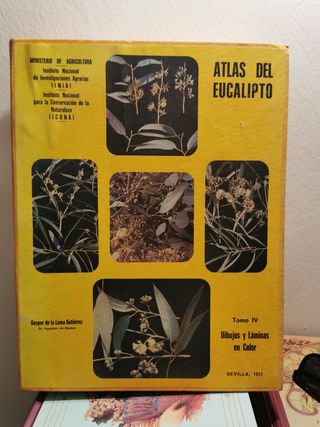 MINISTERIO DE AGRICULTURA
Instituto Nacional
de Investigaciones Agrarias
(INIA)
Instituto Nacional
para la Conservación de la
Naturaleza
(ICONA)
ATLAS DEL
EUCALIPTO
Gaspar de la Lama Gutiérrez
Dr. Ingeniero de Montes
Tomo IV
Dibujos y Láminas
en Color
SEVILLA, 1977